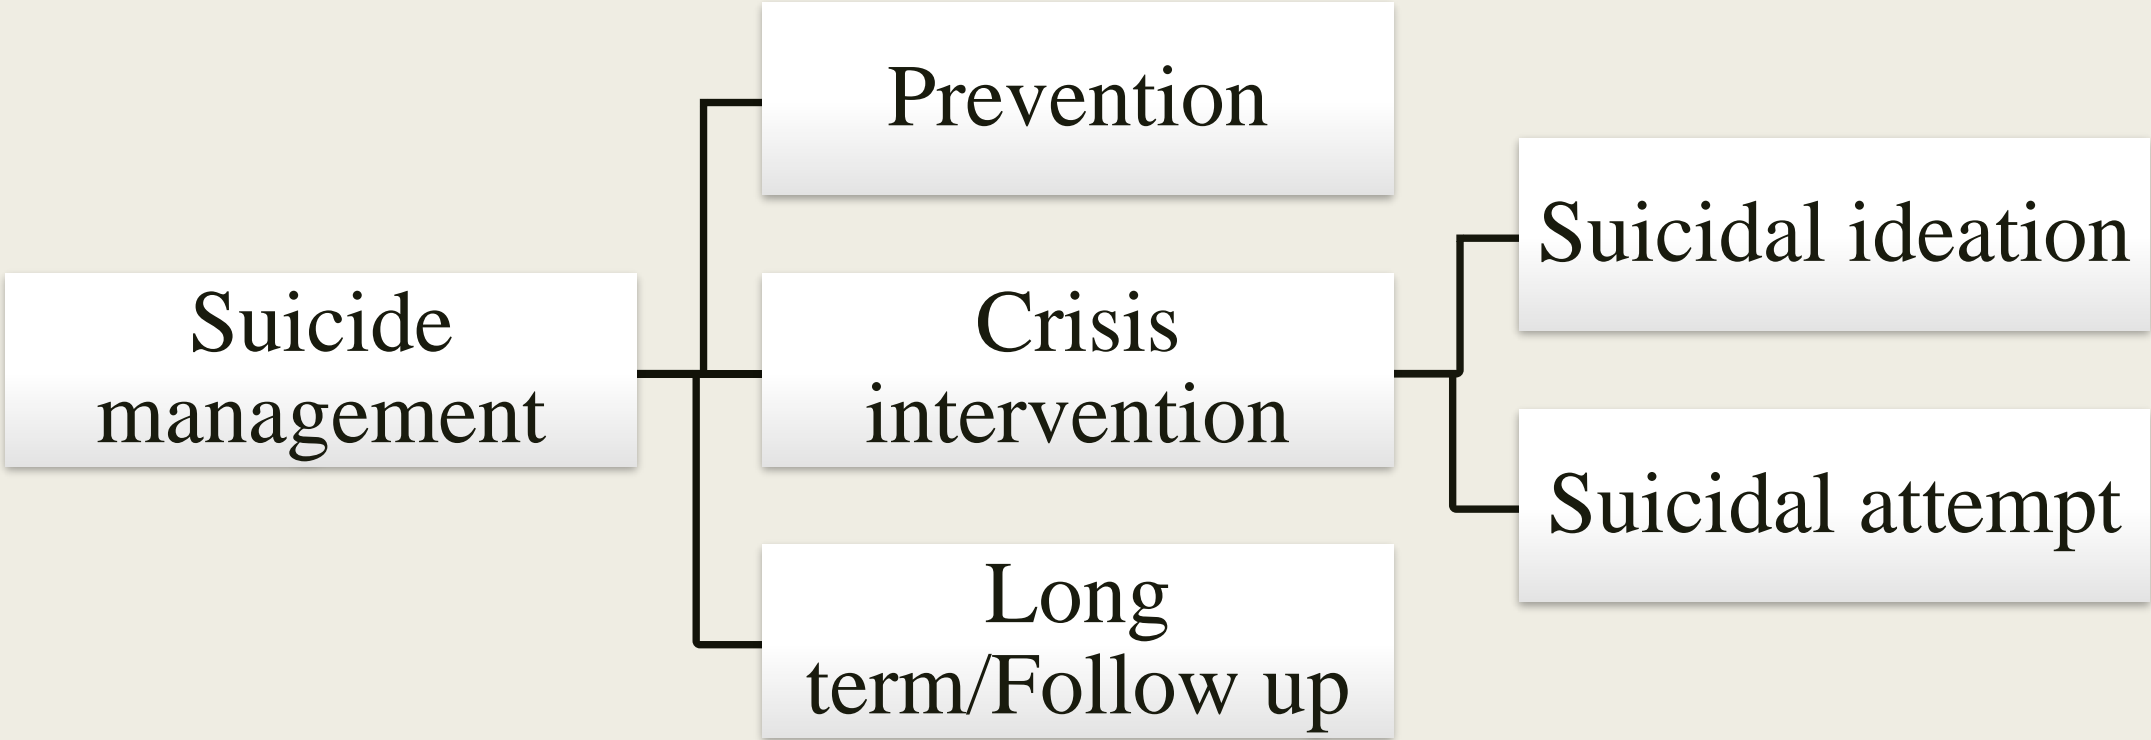 Prevention
Suicidal ideation
Suicide
management
Crisis
intervention
Suicidal attempt
Long
term/Follow up